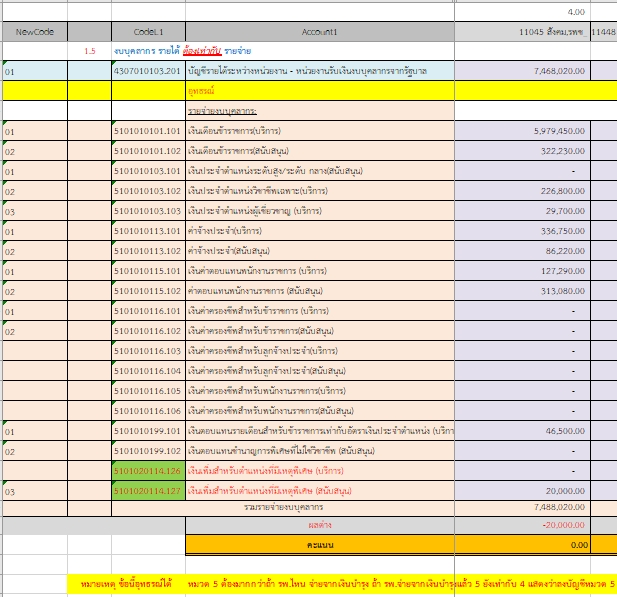 4.00
NewCode CodeL1 Account1 11045 สังคม,รพช. 11448
1.5 งบบุคลากร รายได้ ต้องเท่ากับ รายจ่าย
01 4307010103.201 บัญชีรายได้ระหว่างหน่วยงาน - หน่วยงานรับเงินงบบุคลากรจากรัฐบาล 7,468,020.00
อุทธรณ์
รายจ่ายงบบุคลากร:
01 5101010101.101 เงินเดือนข้าราชการ(บริการ) 5,979,450.00
02 5101010101.102 เงินเดือนข้าราชการ(สนับสนุน) 322,230.00
01 5101010103.101 เงินประจำตำแหน่งระดับสูง/ระดับ กลาง(สนับสนุน) -
02 5101010103.102 เงินประจำตำแหน่งวิชาชีพเฉพาะ(บริการ) 226,800.00
03 5101010103.103 เงินประจำตำแหน่งผู้เชี่ยวชาญ (บริการ) 29,700.00
01 5101010113.101 ค่าจ้างประจำ(บริการ) 336,750.00
02 5101010113.102 ค่าจ้างประจำ(สนับสนุน) 86,220.00
01 5101010115.101 เงินค่าตอบแทนพนักงานราชการ (บริการ) 127,290.00
02 5101010115.102 ค่าตอบแทนพนักงานราชการ (สนับสนุน) 313,080.00
01 5101010116.101 เงินค่าครองชีพสำหรับข้าราชการ (บริการ) -
02 5101010116.102 เงินค่าครองชีพสำหรับข้าราชการ(สนับสนุน) -
5101010116.103 เงินค่าครองชีพสำหรับลูกจ้างประจำ(บริการ) -
5101010116.104 เงินค่าครองชีพสำหรับลูกจ้างประจำ(สนับสนุน) -
5101010116.105 เงินค่าครองชีพสำหรับพนักงานราชการ(บริการ) -
5101010116.106 เงินค่าครองชีพสำหรับพนักงานราชการ(สนับสนุน) -
01 5101010199.101 เงินตอบแทนรายเดือนสำหรับข้าราชการเท่ากับอัตราเงินประจำตำแหน่ง (บริกา 46,500.00
02 5101010199.102 เงินตอบแทนชำนาญการพิเศษที่ไม่ใช่วิชาชีพ (สนับสนุน) -
5101020114.126 เงินเพิ่มสำหรับตำแหน่งที่มีเหตุพิเศษ (บริการ) -
03 5101020114.127 เงินเพิ่มสำหรับตำแหน่งที่มีเหตุพิเศษ (สนับสนุน) 20,000.00
รวมรายจ่ายงบบุคลากร 7,488,020.00
ผลต่าง -20,000.00
คะแนน 0.00
หมายเหตุ ข้อนี้อุทธรณ์ได้ หมวด 5 ต้องมากกว่าถ้า รพ.ไหน จ่ายจากเงินบำรุง ถ้า รพ.จ่ายจากเงินบำรุงแล้ว 5 ยังเท่ากับ 4 แสดงว่าลงบัญชีหมวด 5